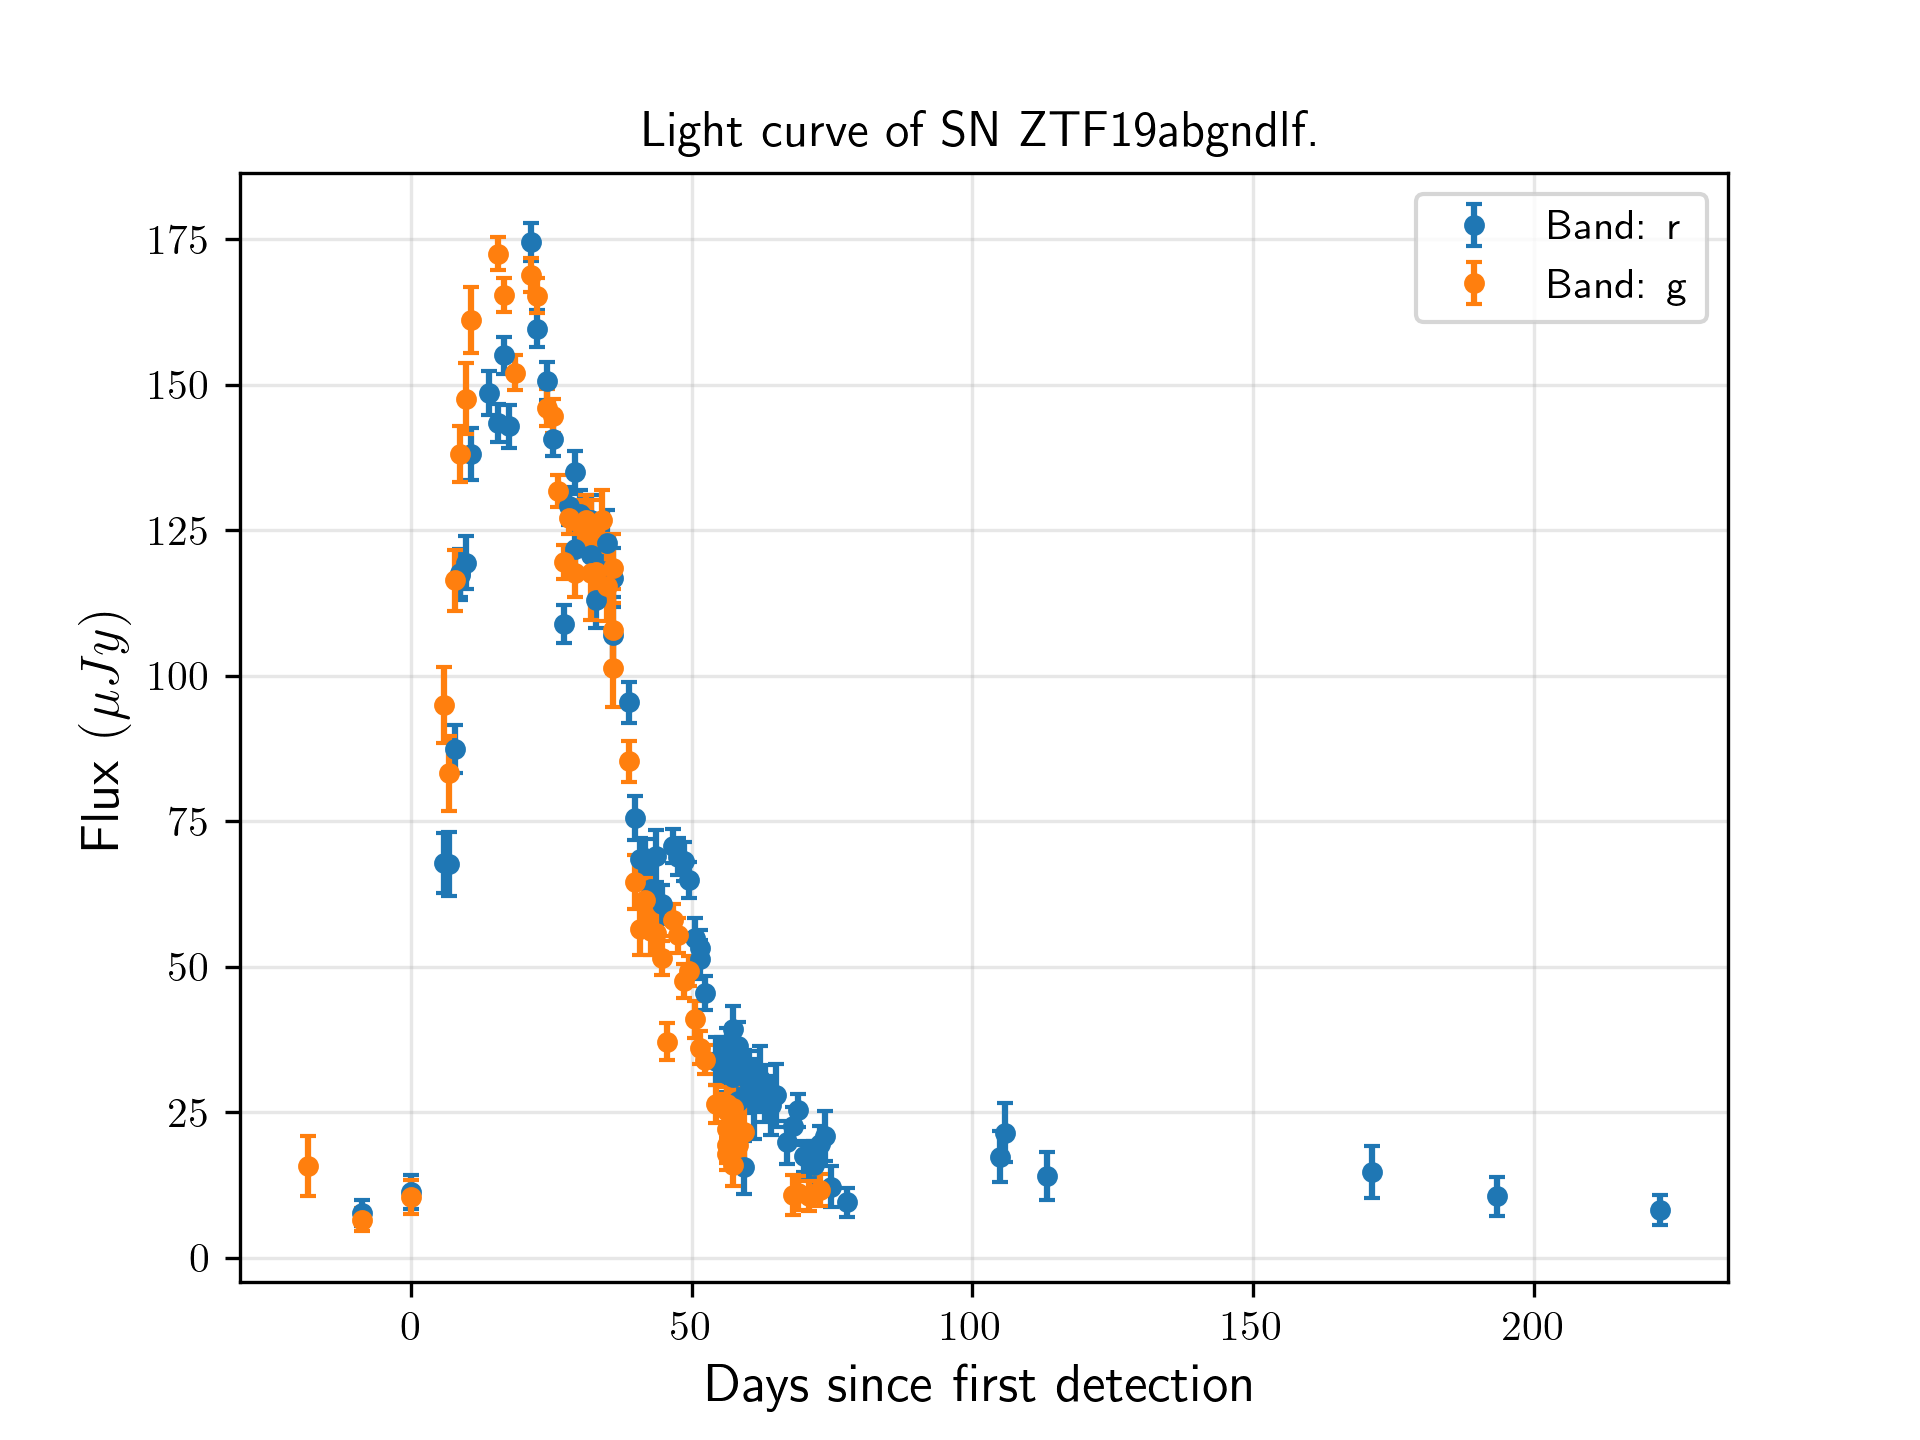 Light curve of SN ZTF19abgndlf.
Band: r
Band: g
175
150
125
100
75
50
25
0
Flux (μJy)
0 50 100 150 200
Days since first detection